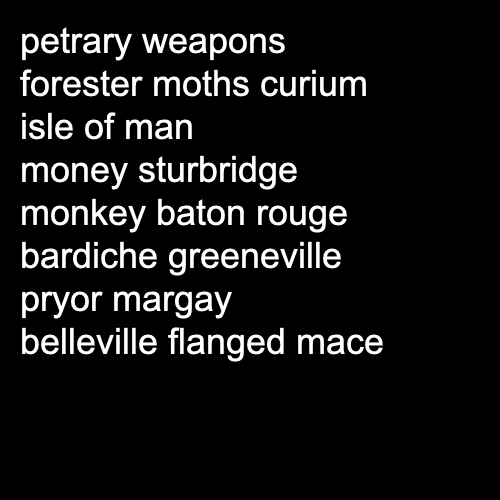 petrary weapons
forester moths curium
isle of man
money sturbridge
monkey baton rouge
bardiche greeneville
pryor margay
belleville flanged mace